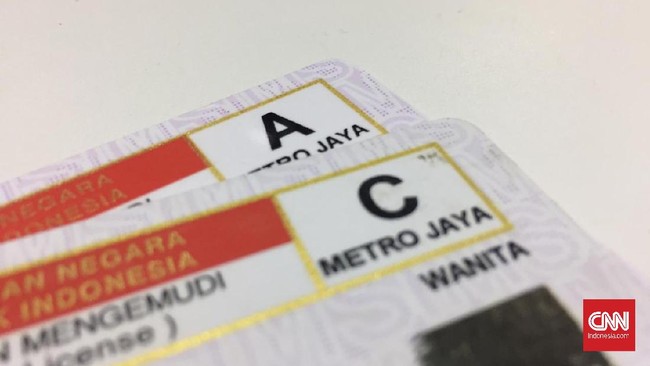 A
METRO JAYA
NEGARA
INDONESIA
C
METRO JAYA
AN NEGARA
K INDONESIA
WANITA
N MENGEMUDI
License )
CNN
Indonesia.com